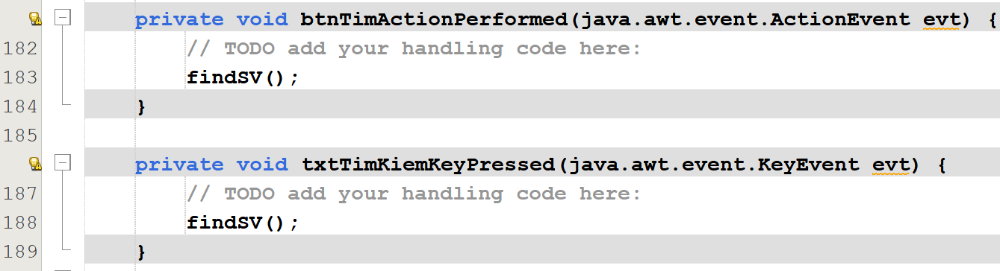 private void btnTimActionPerformed(java.awt.event.ActionEvent evt) {
182 // TODO add your handling code here:
183 findSV();
184 }
185
private void txtTimKiemKeyPressed(java.awt.event.KeyEvent evt) {
187 // TODO add your handling code here:
188 findSV();
189 }